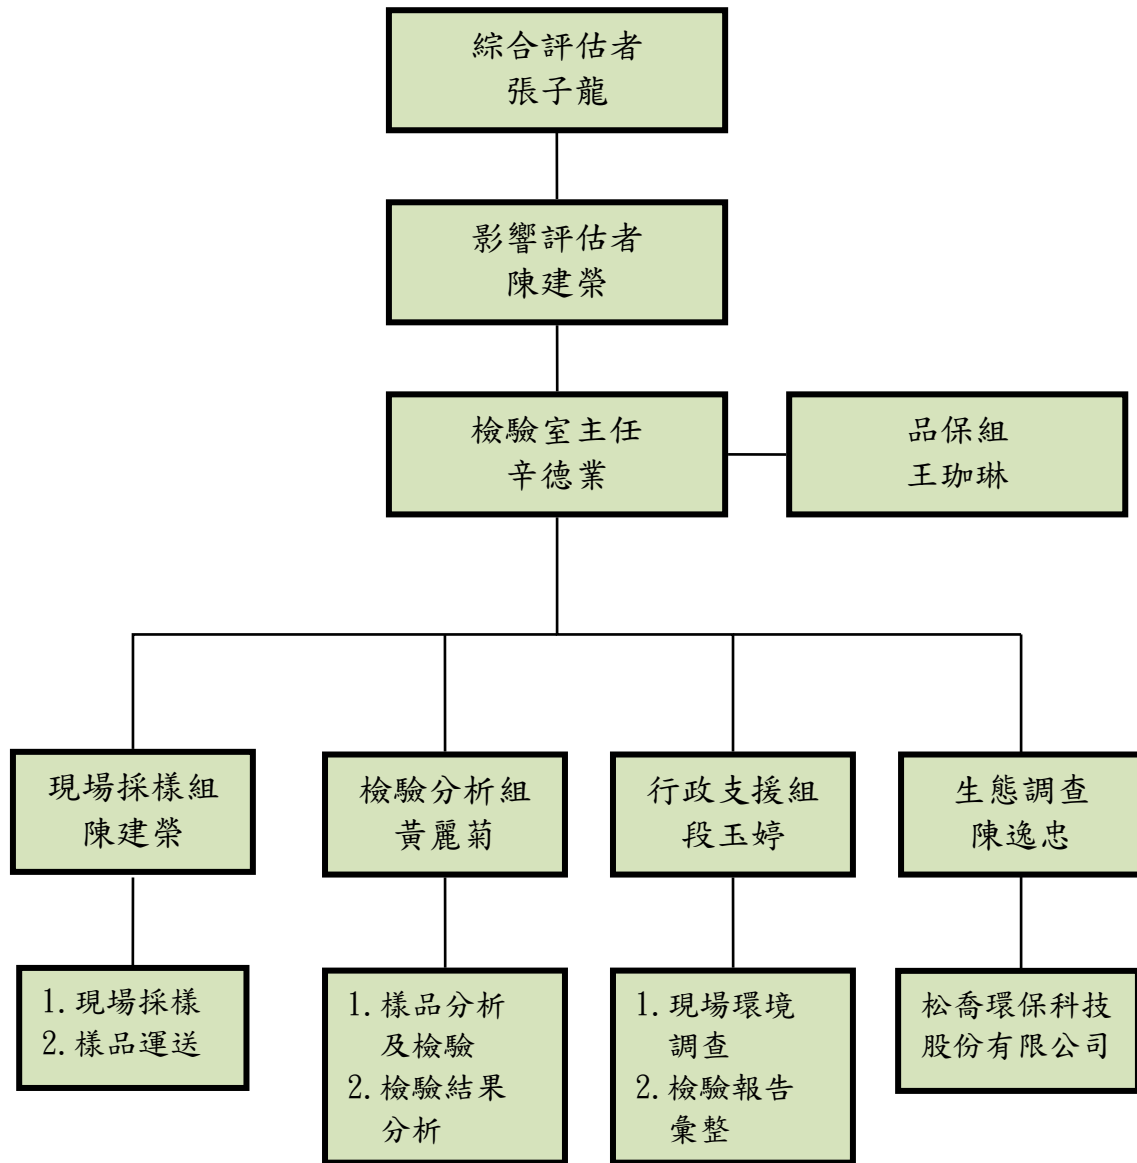 綜合評估者
張子龍
影響評估者
陳建榮
檢驗室主任
辛德業
品保組
王珈琳
現場採樣組
陳建榮
檢驗分析組
黃麗菊
行政支援組
段玉婷
生態調查
陳逸忠
1.現場採樣
2.樣品運送
1.樣品分析
及檢驗
2.檢驗結果
分析
1.現場環境
調查
2.檢驗報告
彙整
松喬環保科技
股份有限公司